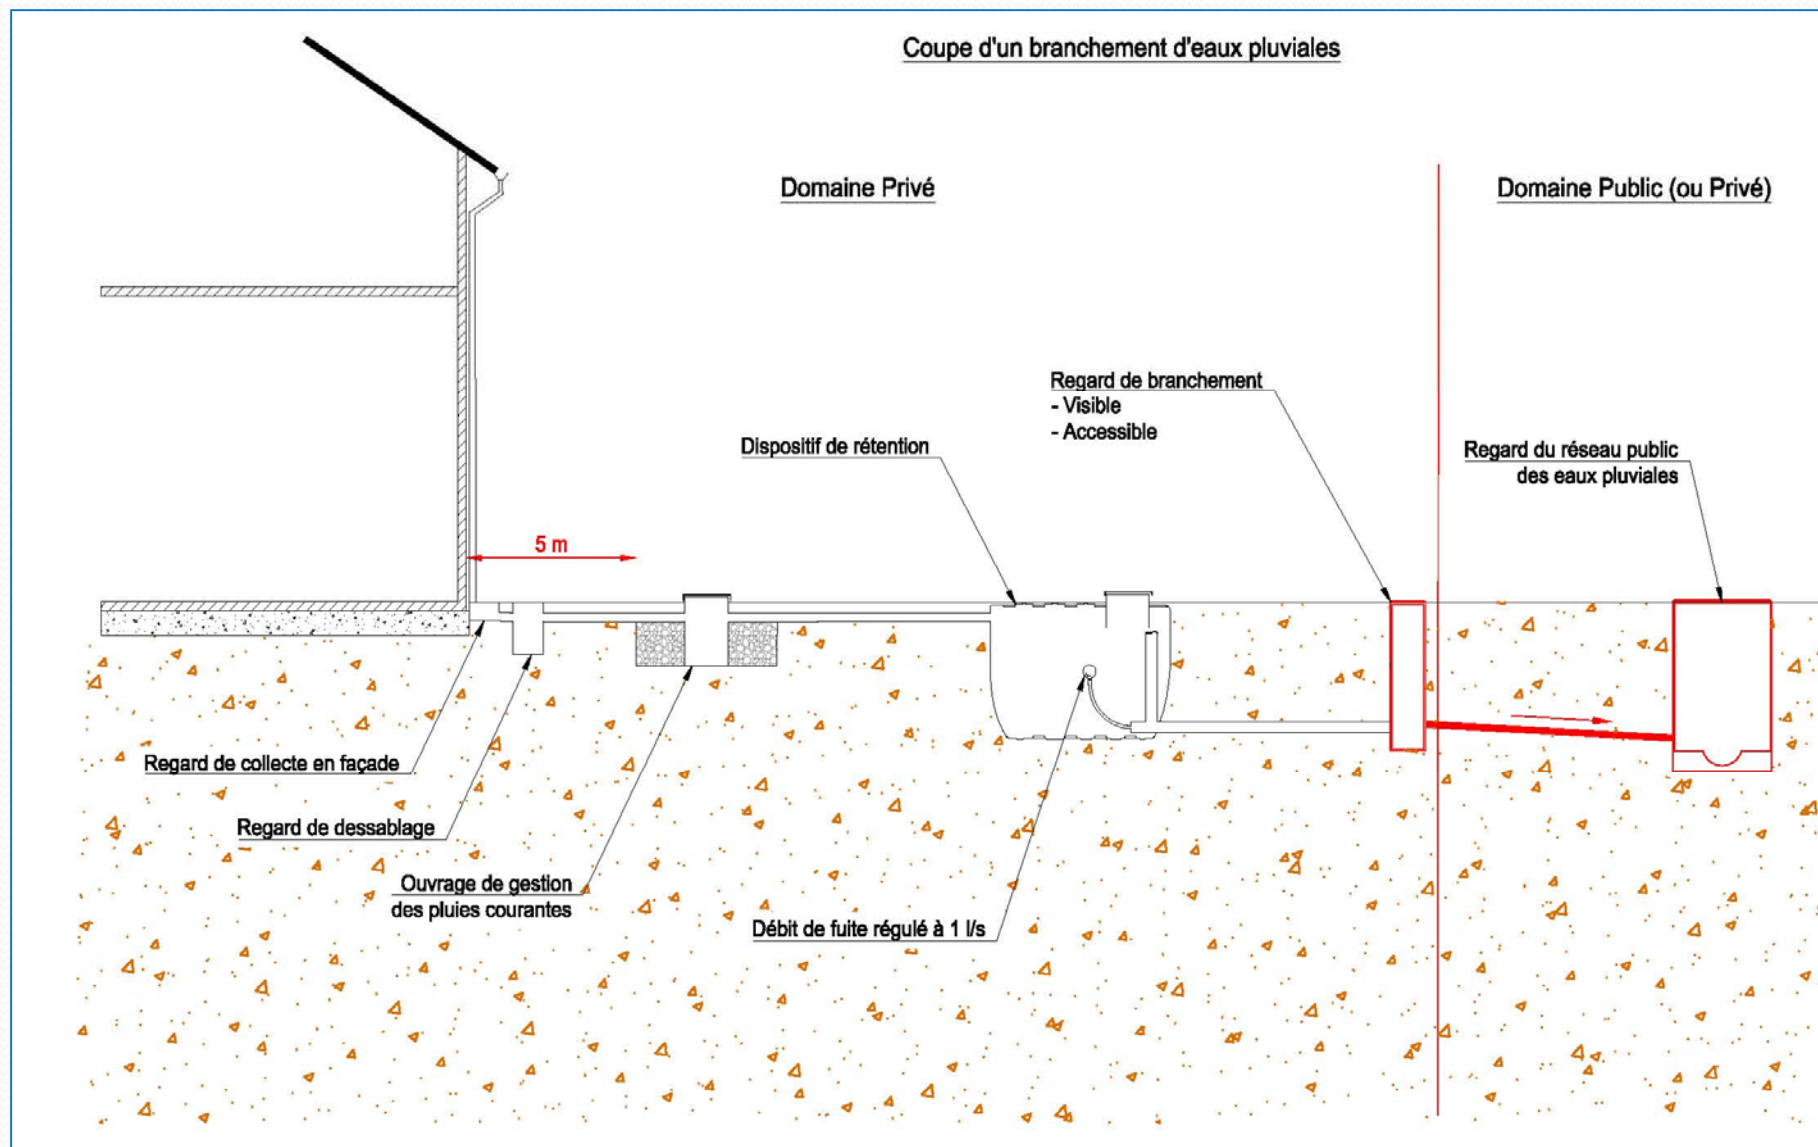 Coupe d'un branchement d'eaux pluviales
Domaine Privé
Domaine Public (ou Privé)
Regard de branchement
- Visible
- Accessible
Dispositif de rétention
Regard du réseau public
des eaux pluviales
5 m
Regard de collecte en façade
Regard de dessablage
Ouvrage de gestion
des pluies courantes
Débit de fuite régulé à 1 l/s